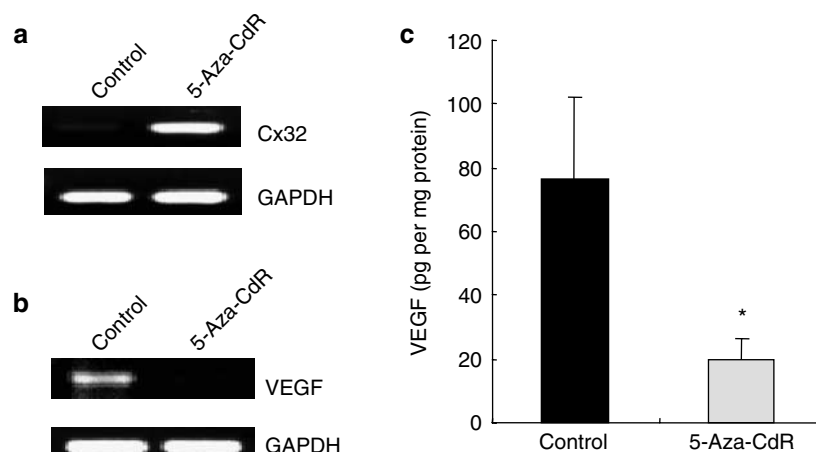 a
Control
5-Aza-CdR
Cx32
GAPDH
b
Control
5-Aza-CdR
VEGF
GAPDH
c
VEGF (pg per mg protein)
120
100
80
60
40
20
0
*
Control
5-Aza-CdR